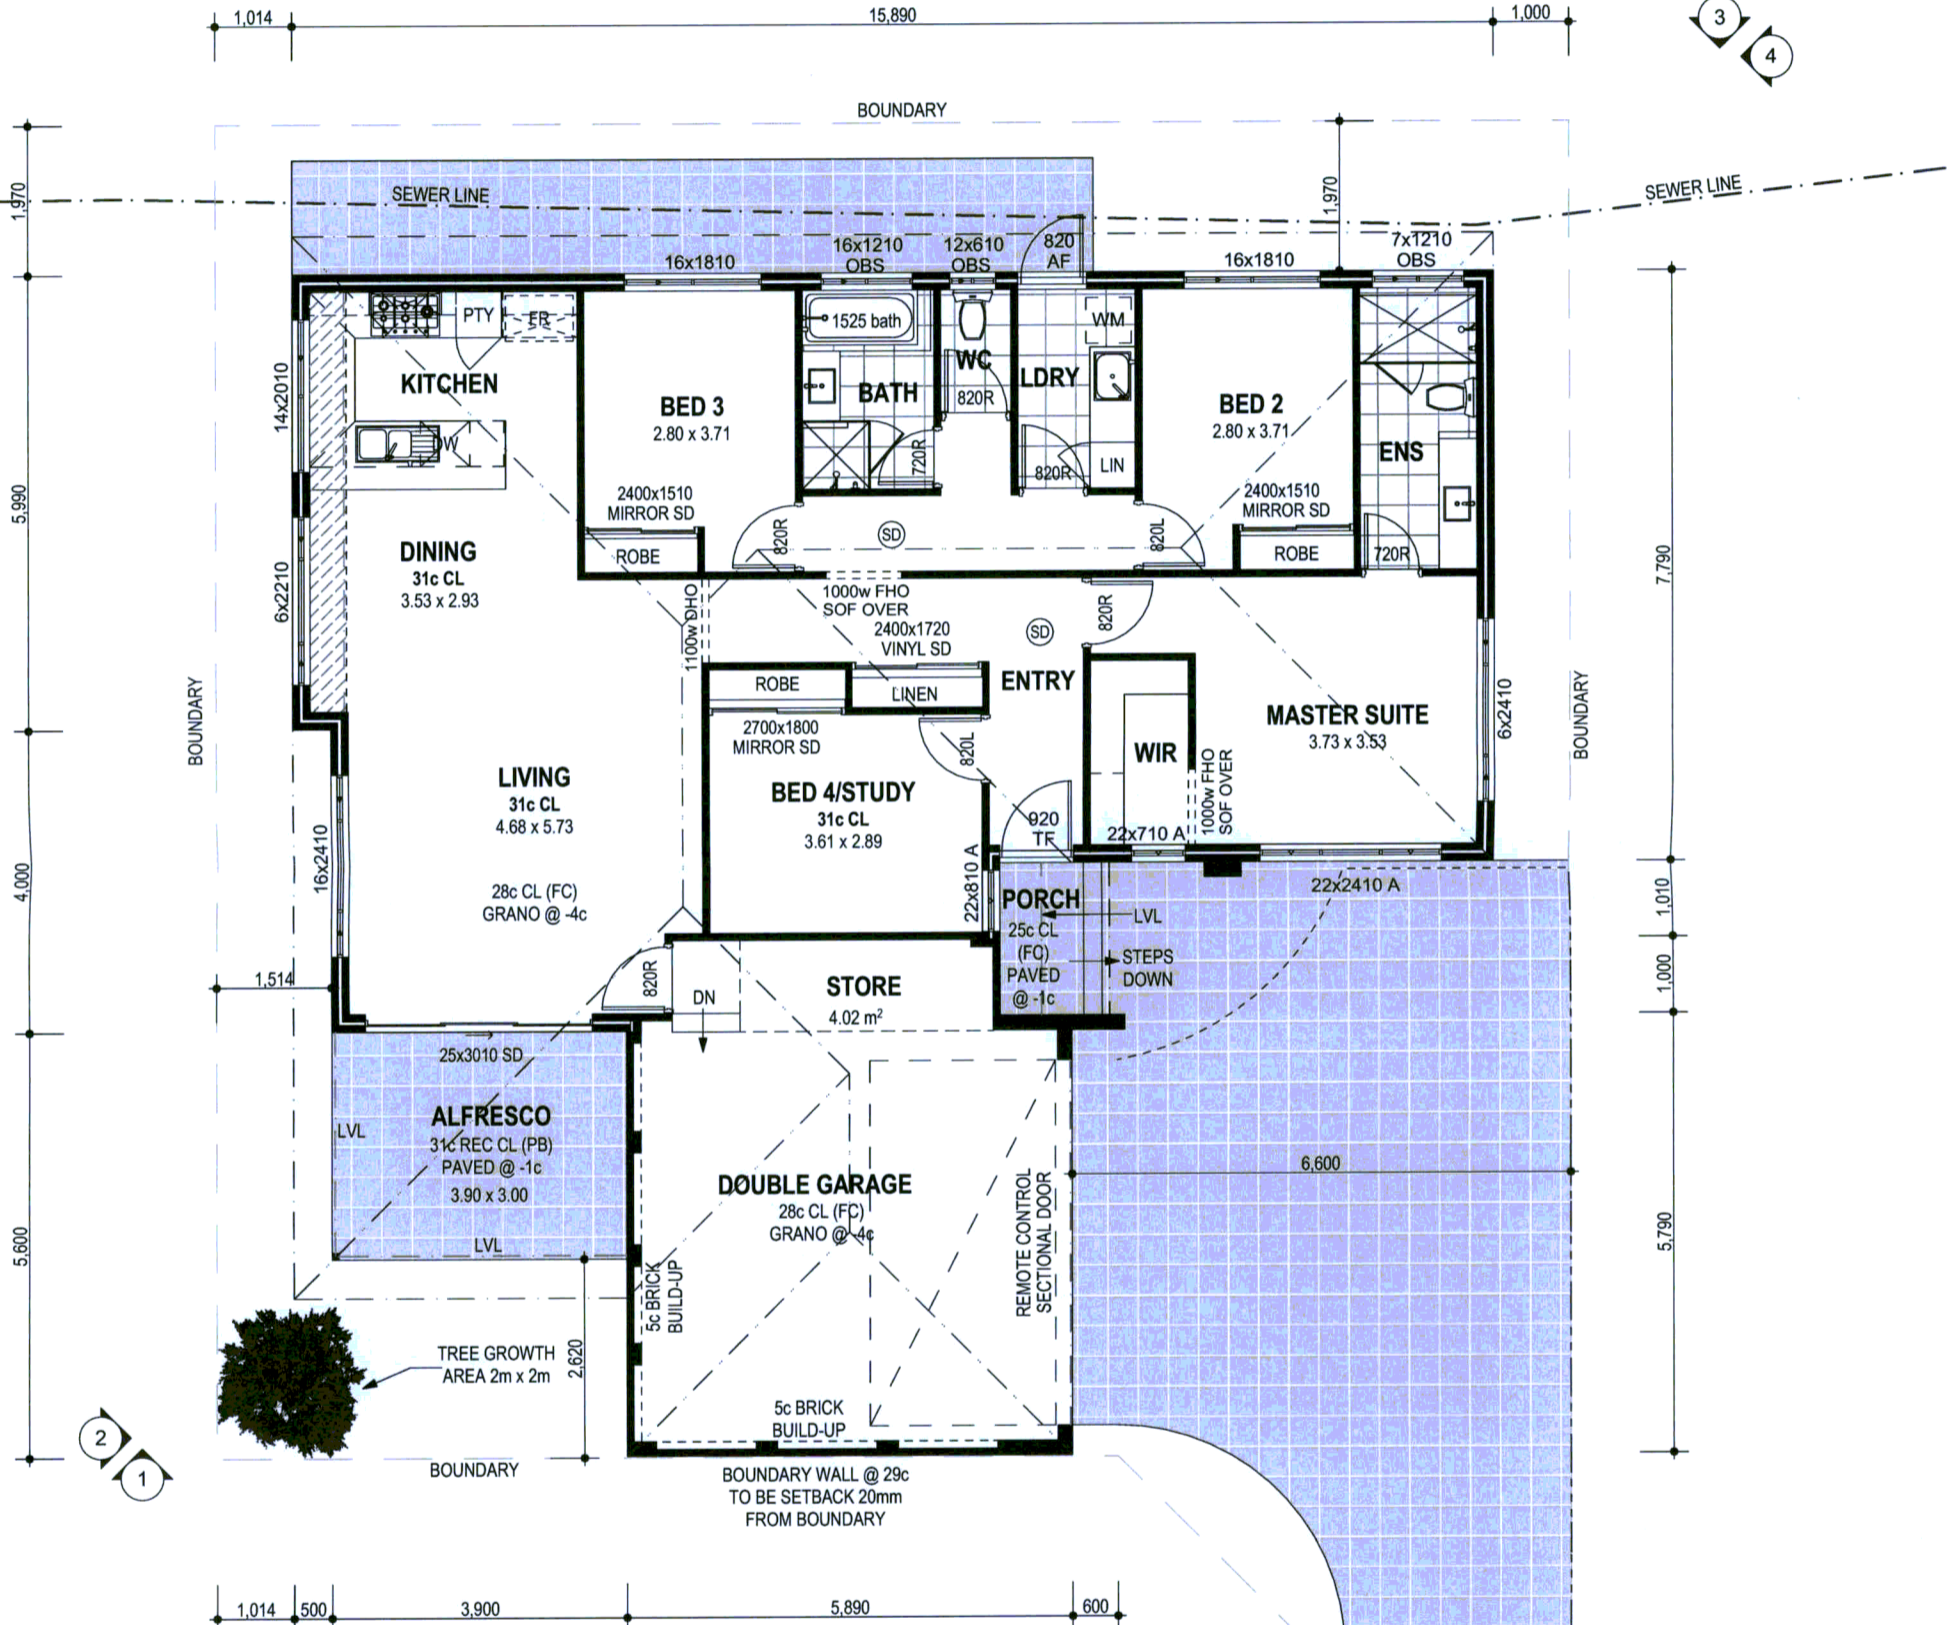 1,014
15,890
1,000
3
4
BOUNDARY
1,970
SEWER LINE
1,970
SEWER LINE
16x1810
16x1210
OBS
12x610
OBS
820
AF
16x1810
7x1210
OBS
PTY
FR
1525 bath
WC
820R
WM
LDRY
KITCHEN
14x2010
DW
BED 3
2.80 x 3.71
BATH
720R
820R
LIN
BED 2
2.80 x 3.71
ENS
5,990
2400x1510
MIRROR SD
ROBE
820R
SD
820L
2400x1510
MIRROR SD
ROBE
720R
7,790
DINING
31c CL
3.53 x 2.93
6x2210
1100w DHO
1000w FHO
SOF OVER
2400x1720
VINYL SD
SD
820R
ROBE
LINEN
ENTRY
BOUNDARY
BOUNDARY
2700x1800
MIRROR SD
820L
WIR
MASTER SUITE
3.73 x 3.53
6x2410
1000w FHO
SOF OVER
LIVING
31c CL
4.68 x 5.73
BED 4/STUDY
31c CL
3.61 x 2.89
920
TF
22x710 A
16x2410
4,000
28c CL (FC)
GRANO @ -4c
22x810 A
PORCH
25c CL
(FC)
PAVED
@ -1c
LVL
STEPS
DOWN
22x2410 A
1,010
1,000
1,514
820R
DN
STORE
4.02 m²
25x3010 SD
ALFRESCO
31c REC CL (PB)
PAVED @ -1c
3.90 x 3.00
LVL
LVL
DOUBLE GARAGE
28c CL (FC)
GRANO @ -4c
REMOTE CONTROL
SECTIONAL DOOR
6,600
5,600
5,790
5c BRICK
BUILD-UP
TREE GROWTH
AREA 2m x 2m
2,620
5c BRICK
BUILD-UP
2
1
BOUNDARY
BOUNDARY WALL @ 29c
TO BE SETBACK 20mm
FROM BOUNDARY
1,014
500
3,900
5,890
600